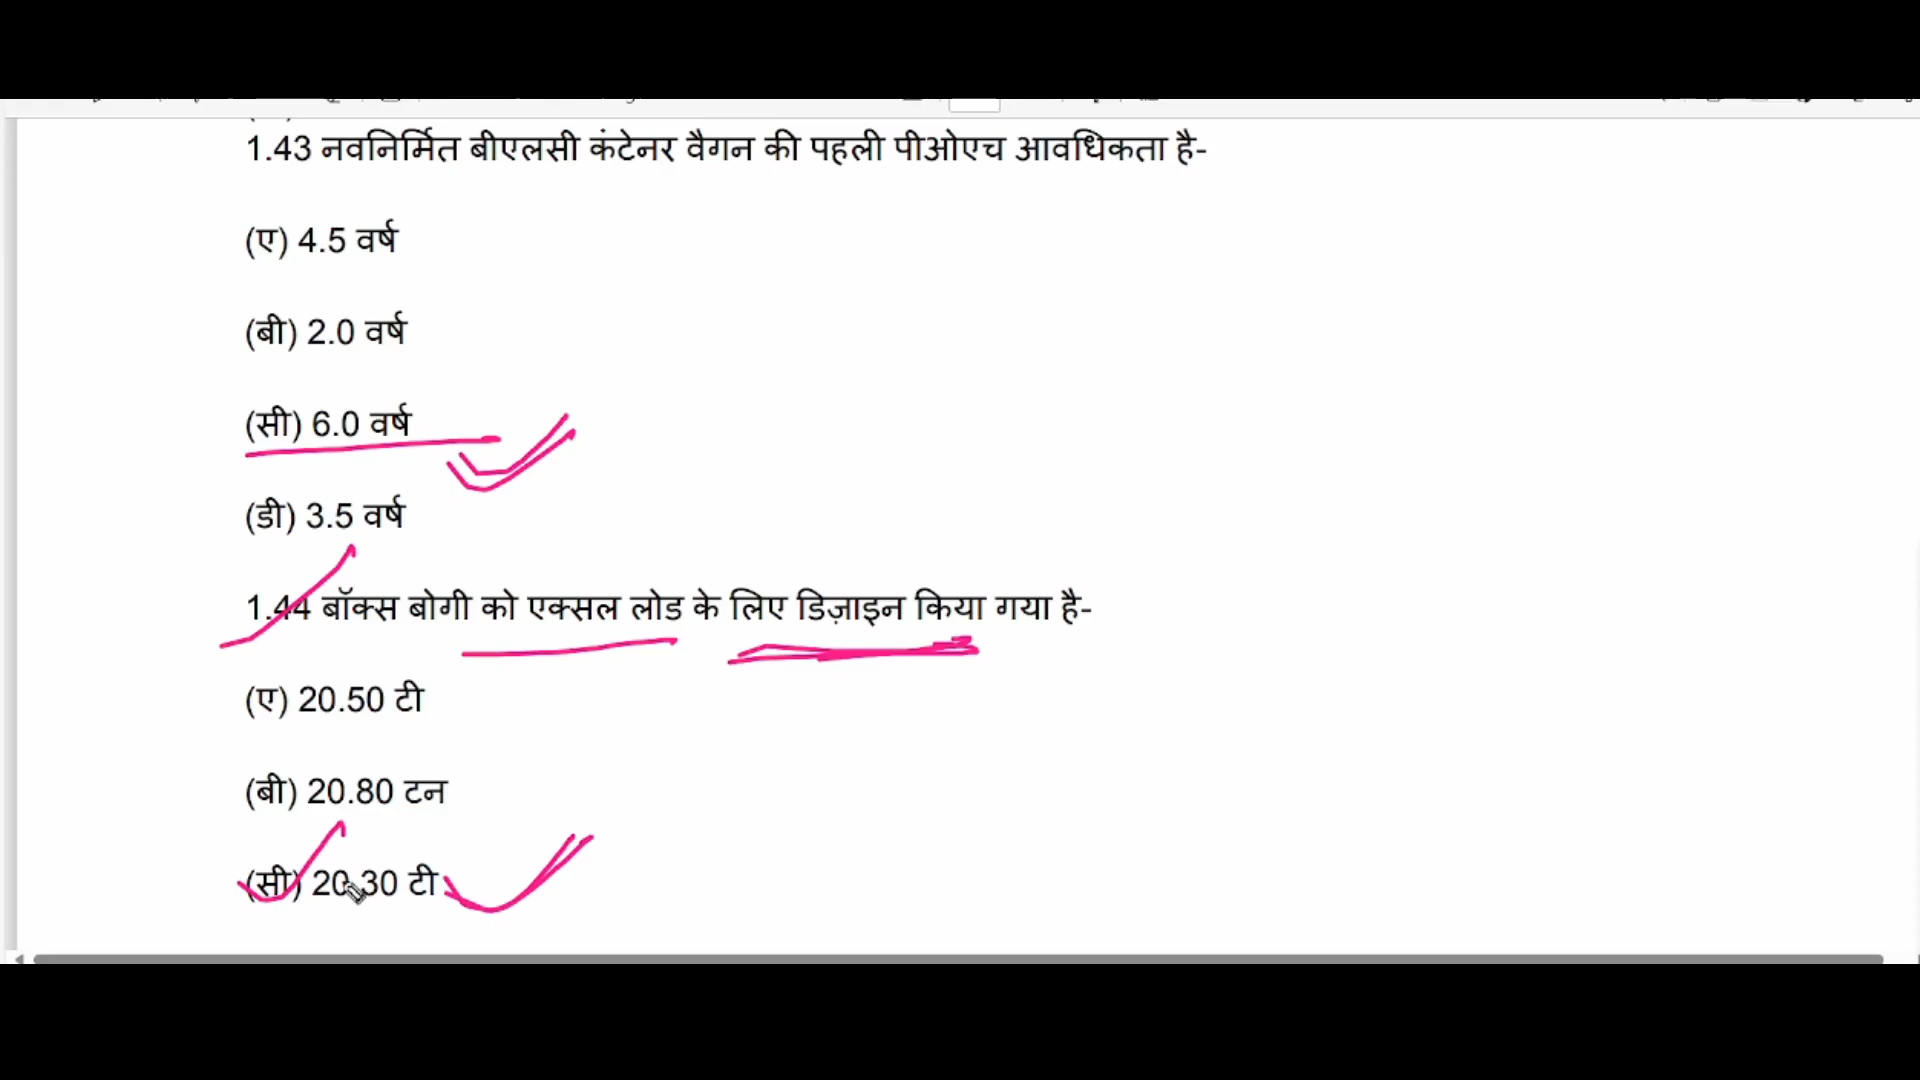 1.43 नवनिर्मित बीएलसी कंटेनर वैगन की पहली पीओएच आवधिकता है-
(ए) 4.5 वर्ष
(बी) 2.0 वर्ष
(सी) 6.0 वर्ष
(डी) 3.5 वर्ष
1.44 बॉक्स बोगी को एक्सल लोड के लिए डिज़ाइन किया गया है-
(ए) 20.50 टी
(बी) 20.80 टन
(सी) 20.30 टी